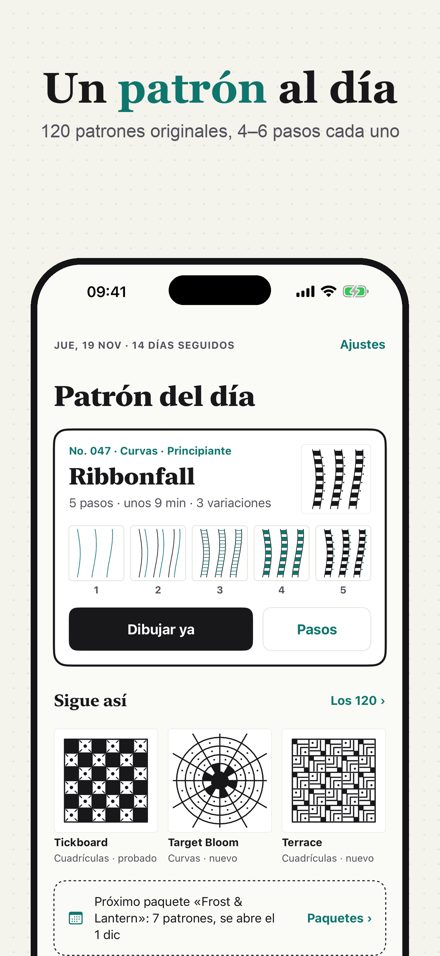 Un patrón al día
120 patrones originales, 4–6 pasos cada uno
09:41
JUE, 19 NOV · 14 DÍAS SEGUIDOS
Ajustes
Patrón del día
No. 047 · Curvas · Principiante
Ribbonfall
5 pasos · unos 9 min · 3 variaciones
1 2 3 4 5
Dibujar ya
Pasos
Sigue así
Los 120 ›
Tickboard
Cuadrículas · probado
Target Bloom
Curvas · nuevo
Terrace
Cuadrículas · nuevo
Próximo paquete «Frost &
Lantern»: 7 patrones, se abre el
1 dic
Paquetes ›